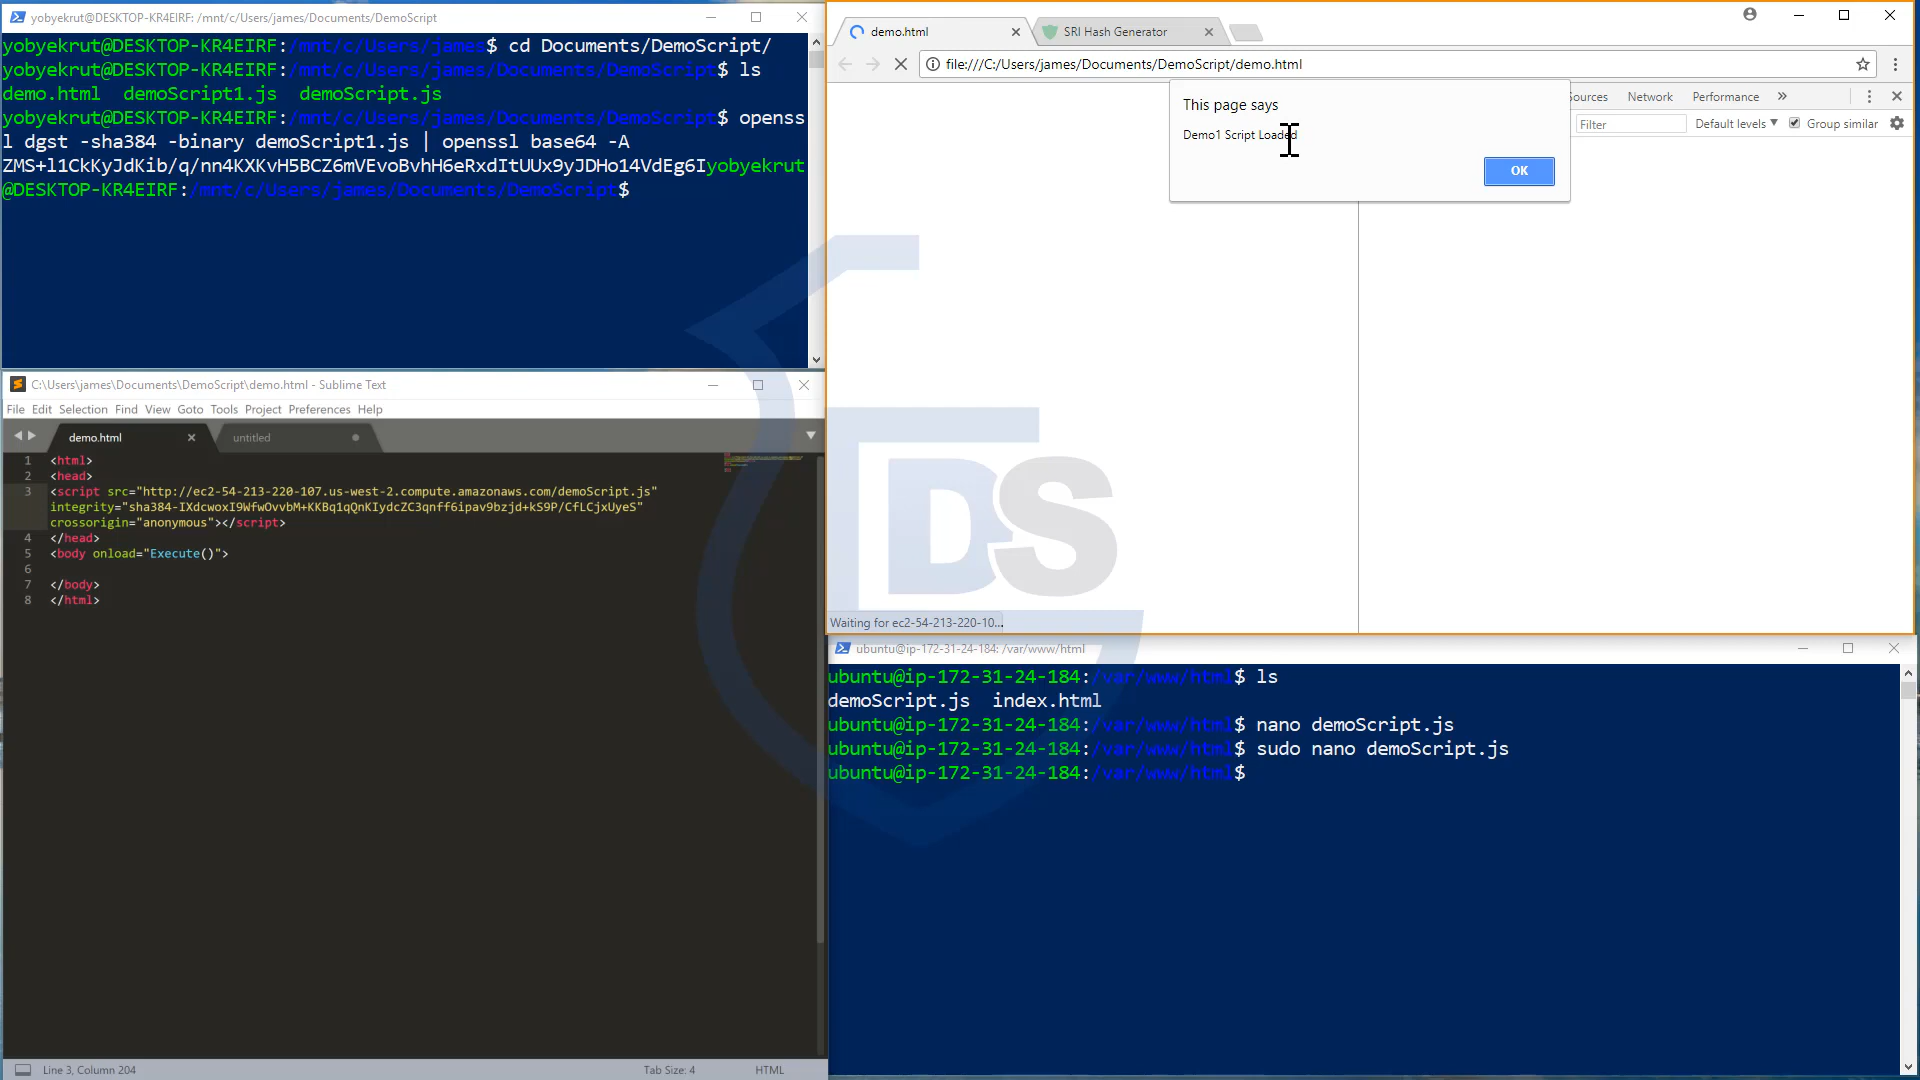 yobyekrut@DESKTOP-KR4EIRF: /mnt/c/Users/james/Documents/DemoScript
yobyekrut@DESKTOP-KR4EIRF:/mnt/c/Users/james$ cd Documents/DemoScript/
yobyekrut@DESKTOP-KR4EIRF:/mnt/c/Users/james/Documents/DemoScript$ ls
demo.html  demoScript1.js  demoScript.js
yobyekrut@DESKTOP-KR4EIRF:/mnt/c/Users/james/Documents/DemoScript$ openss
l dgst -sha384 -binary demoScript1.js | openssl base64 -A
ZMS+l1CkKyJdKib/q/nn4KXKvH5BCZ6mVEvoBvhH6eRxdItUUx9yJDHo14VdEg6Iyobyekrut
@DESKTOP-KR4EIRF:/mnt/c/Users/james/Documents/DemoScript$
demo.html
SRI Hash Generator
file:///C:/Users/james/Documents/DemoScript/demo.html
This page says
Demo1 Script Loaded
OK
Sources Network Performance »
Filter Default levels ▼ Group similar
Waiting for ec2-54-213-220-10...
C:\Users\james\Documents\DemoScript\demo.html - Sublime Text
File Edit Selection Find View Goto Tools Project Preferences Help
demo.html untitled
1 <html>
2 <head>
3 <script src="http://ec2-54-213-220-107.us-west-2.compute.amazonaws.com/demoScript.js"
integrity="sha384-IXdcwoxI9WfwOvvbM+KKBq1qQnKIydcZC3qnff6ipav9bzjd+kS9P/CfLCjxUyeS"
crossorigin="anonymous"></script>
4 </head>
5 <body onload="Execute()">
6
7 </body>
8 </html>
Line 3, Column 204
Tab Size: 4
HTML
DS
ubuntu@ip-172-31-24-184: /var/www/html
ubuntu@ip-172-31-24-184:/var/www/html$ ls
demoScript.js  index.html
ubuntu@ip-172-31-24-184:/var/www/html$ nano demoScript.js
ubuntu@ip-172-31-24-184:/var/www/html$ sudo nano demoScript.js
ubuntu@ip-172-31-24-184:/var/www/html$